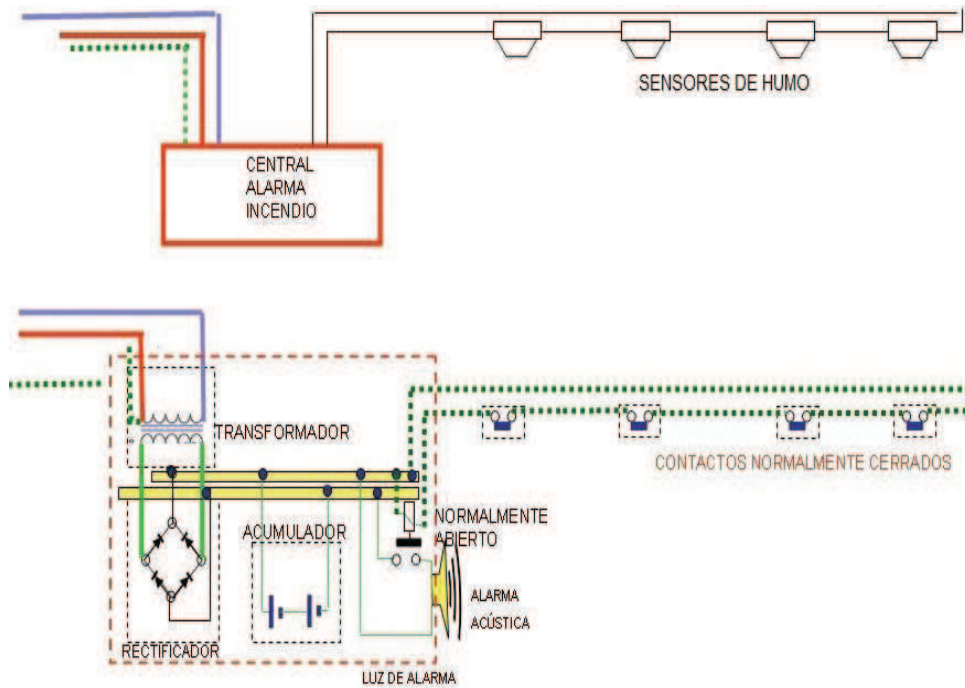 SENSORES DE HUMO
CENTRAL
ALARMA
INCENDIO
TRANSFORMADOR
CONTACTOS NORMALMENTE CERRADOS
NORMALMENTE
ABIERTO
ACUMULADOR
ALARMA
ACÚSTICA
RECTIFICADOR
LUZ DE ALARMA